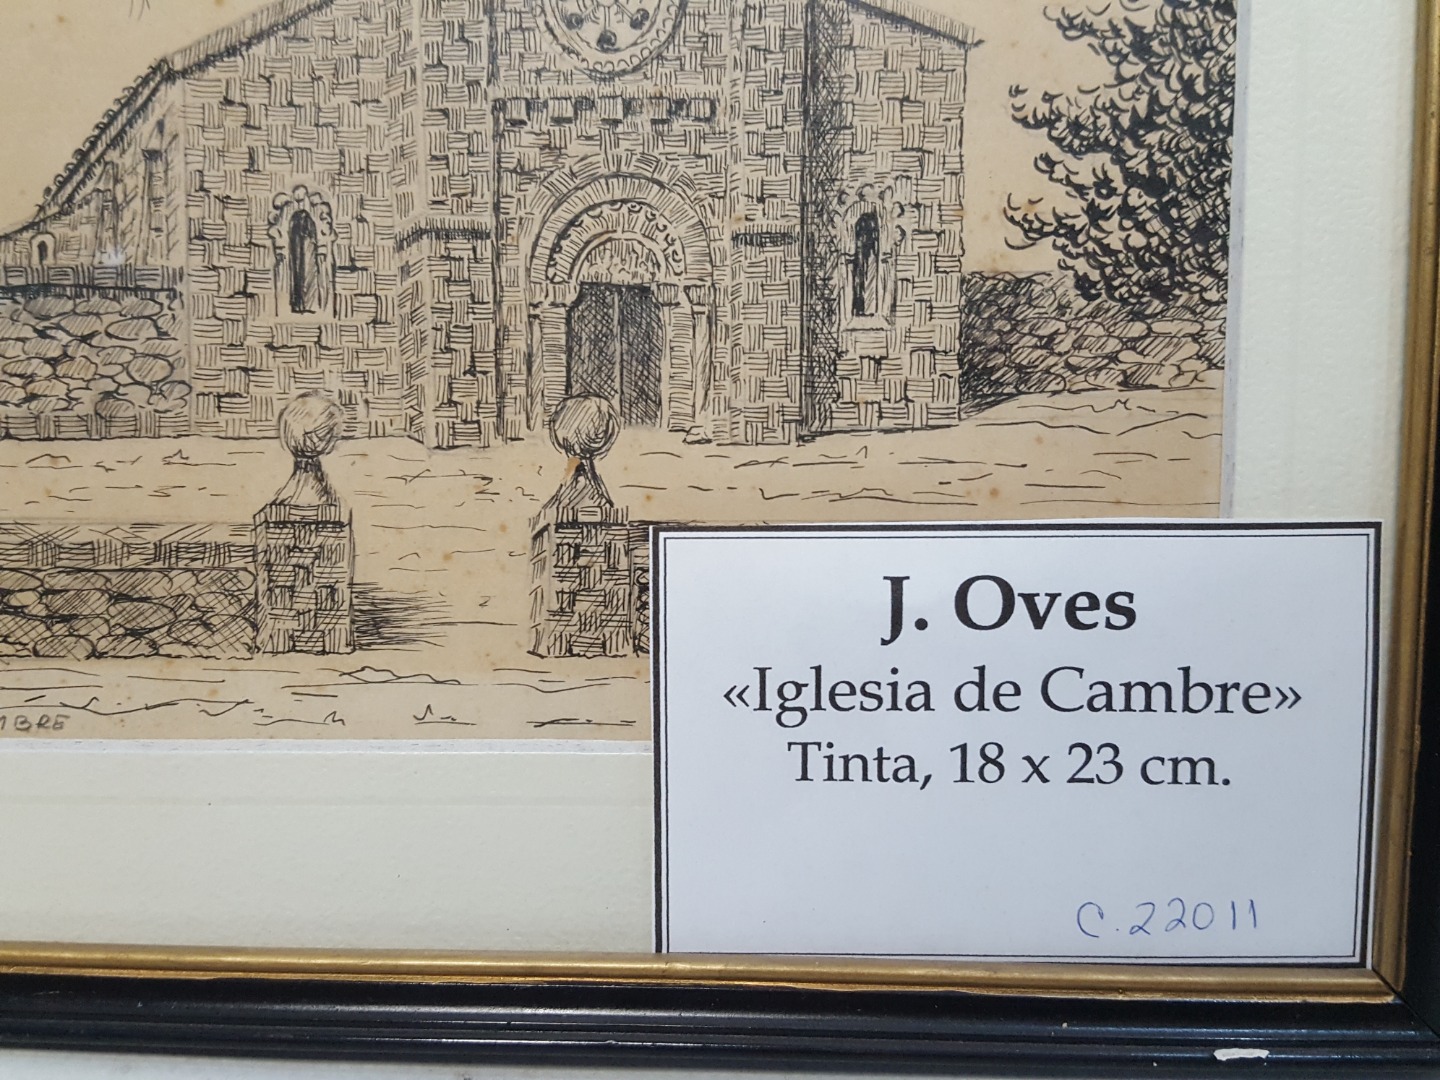 J. Oves
«Iglesia de Cambre»
Tinta, 18 x 23 cm.
C.22011